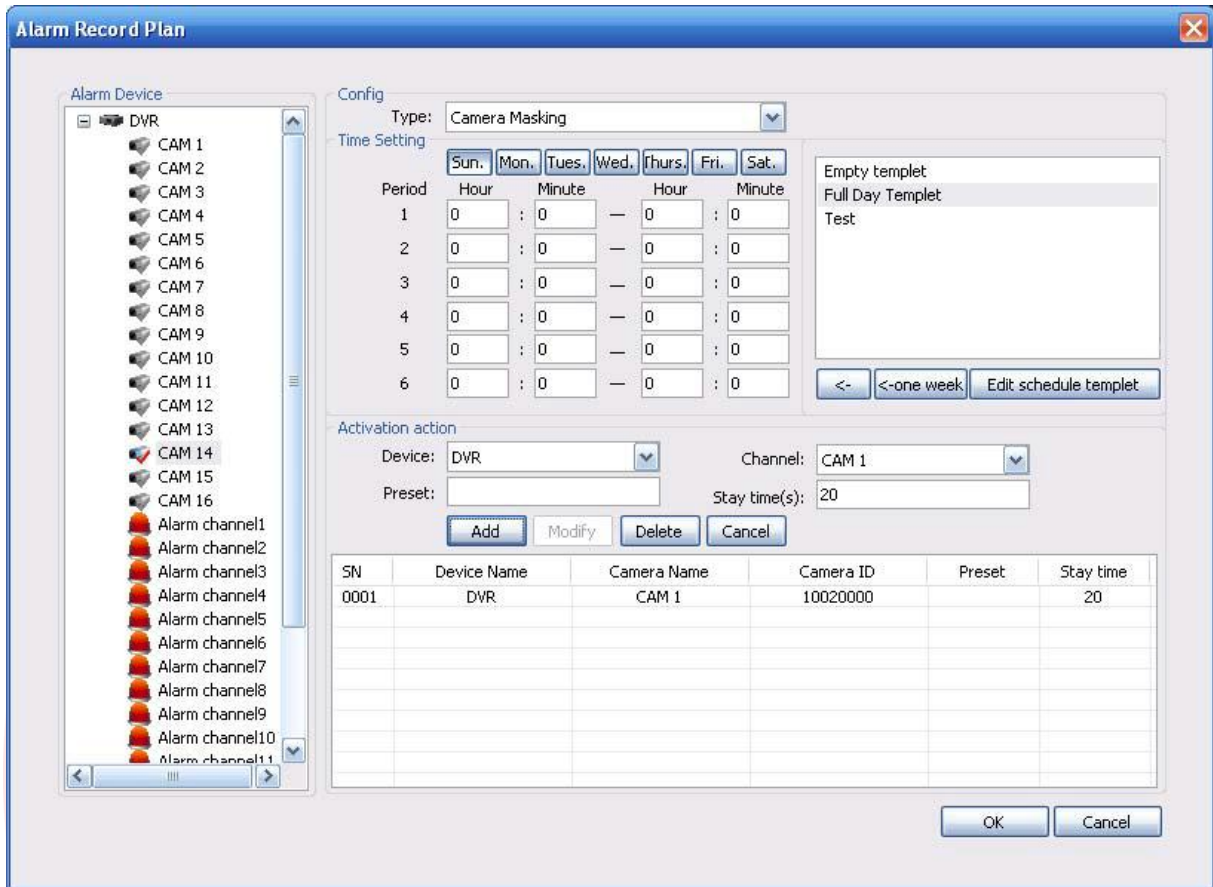 Alarm Record Plan
Alarm Device
DVR
CAM 1
CAM 2
CAM 3
CAM 4
CAM 5
CAM 6
CAM 7
CAM 8
CAM 9
CAM 10
CAM 11
CAM 12
CAM 13
CAM 14
CAM 15
CAM 16
Alarm channel1
Alarm channel2
Alarm channel3
Alarm channel4
Alarm channel5
Alarm channel6
Alarm channel7
Alarm channel8
Alarm channel9
Alarm channel10
Alarm channel11
Config
Type: Camera Masking
Time Setting
Sun. Mon. Tues. Wed. Thurs. Fri. Sat.
Period Hour Minute Hour Minute
1 0 : 0 — 0 : 0
2 0 : 0 — 0 : 0
3 0 : 0 — 0 : 0
4 0 : 0 — 0 : 0
5 0 : 0 — 0 : 0
6 0 : 0 — 0 : 0
Empty templet
Full Day Templet
Test
<- <-one week Edit schedule templet
Activation action
Device: DVR Channel: CAM 1
Preset: Stay time(s): 20
Add Modify Delete Cancel
SN Device Name Camera Name Camera ID Preset Stay time
0001 DVR CAM 1 10020000 20
OK Cancel